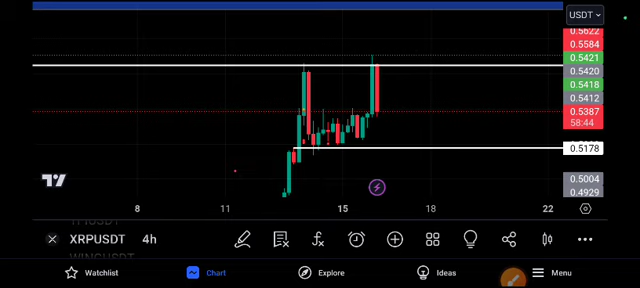 USDT
0.5622
0.5584
0.5421
0.5420
0.5418
0.5412
0.5387
58:44
0.5178
0.5004
0.4929
8 11 15 18 22
XRPUSDT 4h
Watchlist Chart Explore Ideas Menu